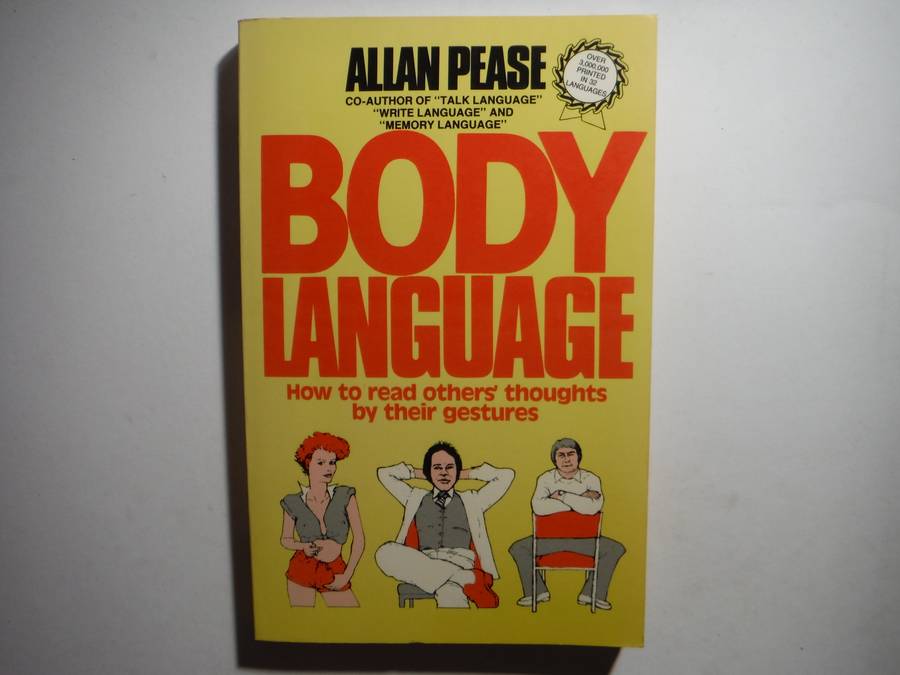 ALLAN PEASE
CO-AUTHOR OF "TALK LANGUAGE"
"WRITE LANGUAGE" AND
"MEMORY LANGUAGE"
OVER
3,000,000
PRINTED
IN 32
LANGUAGES
BODY
LANGUAGE
How to read others' thoughts
by their gestures